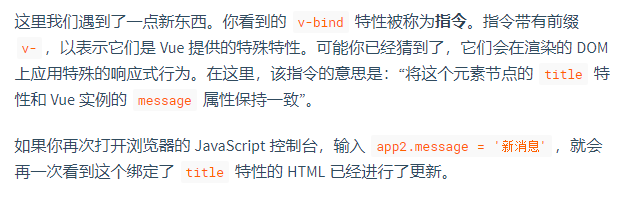 这里我们遇到了一点新东西。你看到的 v-bind 特性被称为指令。指令带有前缀
v-，以表示它们是 Vue 提供的特殊特性。可能你已经猜到了，它们会在渲染的 DOM
上应用特殊的响应式行为。在这里，该指令的意思是：“将这个元素节点的 title 特
性和 Vue 实例的 message 属性保持一致”。
如果你再次打开浏览器的 JavaScript 控制台，输入 app2.message = '新消息'，就会
再一次看到这个绑定了 title 特性的 HTML 已经进行了更新。